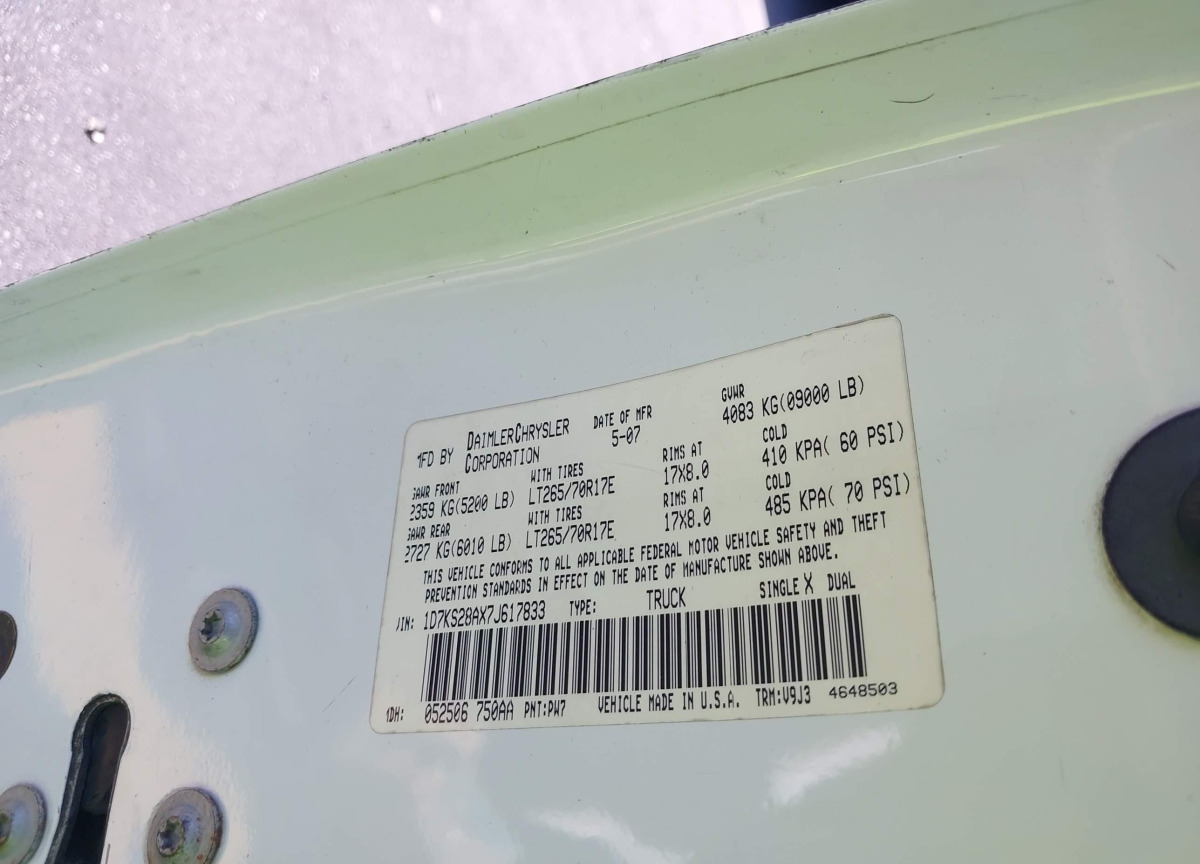 MFD BY DAIMLERCHRYSLER CORPORATION DATE OF MFR 5-07 GVWR 4083 KG(09000 LB)
GAWR FRONT WITH TIRES RIMS AT COLD
2359 KG(5200 LB) LT265/70R17E 17X8.0 410 KPA( 60 PSI)
GAWR REAR WITH TIRES RIMS AT COLD
2727 KG(6010 LB) LT265/70R17E 17X8.0 485 KPA( 70 PSI)
THIS VEHICLE CONFORMS TO ALL APPLICABLE FEDERAL MOTOR VEHICLE SAFETY AND THEFT
PREVENTION STANDARDS IN EFFECT ON THE DATE OF MANUFACTURE SHOWN ABOVE.
VIN: 1D7KS28AX7J617833 TYPE: TRUCK SINGLE X DUAL
MDH: 052506 750AA PNT:PW7 VEHICLE MADE IN U.S.A. TRM:V9J3 4648503